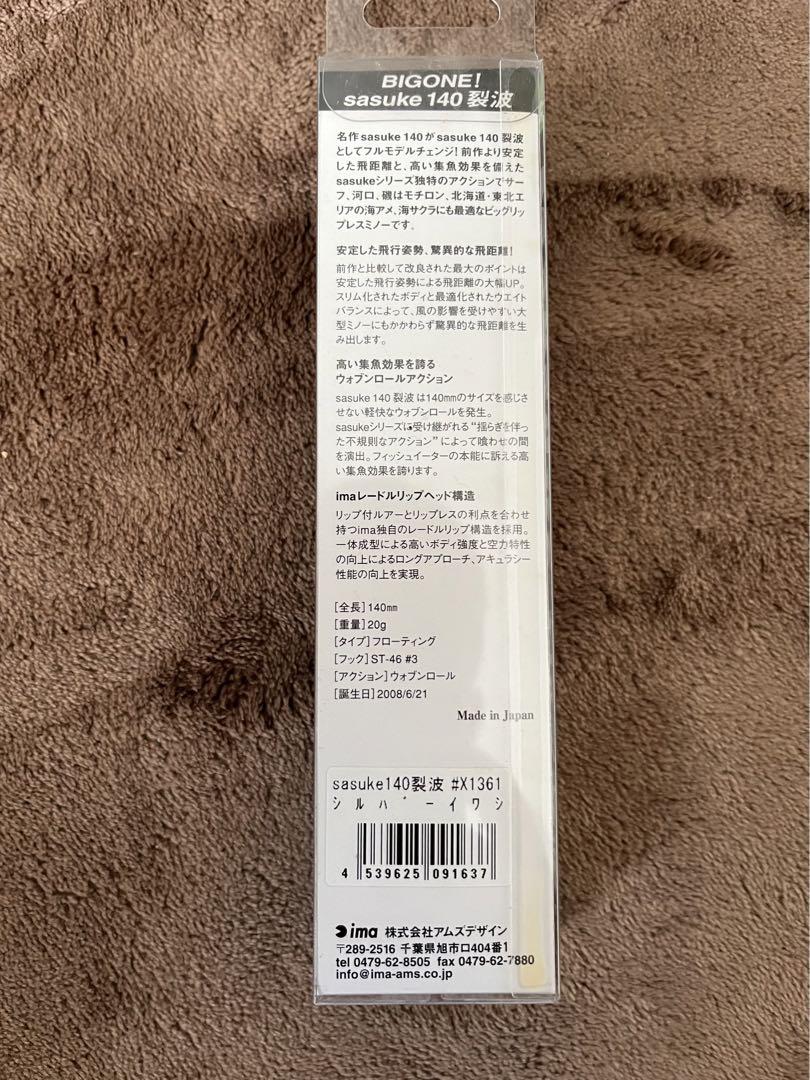 BIGONE!
sasuke 140 裂波
名作sasuke 140がsasuke 140 裂波
としてフルモデルチェンジ!前作より安定
した飛距離と、高い集魚効果を備えた
sasukeシリーズ独特のアクションでサー
フ、河口、磯はモチロン、北海道・東北エ
リアの海アメ、海サクラにも最適なビッグリッ
プレスミノーです。
安定した飛行姿勢、驚異的な飛距離!
前作と比較して改良された最大のポイントは
安定した飛行姿勢による飛距離の大幅UP。
スリム化されたボディと最適化されたウエイト
バランスによって、風の影響を受けやすい大
型ミノーにもかかわらず驚異的な飛距離を生
み出します。
高い集魚効果を誇る
ウォブンロールアクション
sasuke 140 裂波は140mmのサイズを感じさ
せない軽快なウォブンロールを発生。
sasukeシリーズに受け継がれる“揺らぎを伴っ
た不規則なアクション”によって喰わせの間
を演出。フィッシュイーターの本能に訴える高
い集魚効果を誇ります。
imaレードルリップヘッド構造
リップ付ルアーとリップレスの利点を合わせ
持つima独自のレードルリップ構造を採用。
一体成型による高いボディ強度と空力特性
の向上によるロングアプローチ、アキュラシー
性能の向上を実現。
[全長]140mm
[重量]20g
[タイプ]フローティング
[フック]ST-46 #3
[アクション]ウォブンロール
[誕生日]2008/6/21
Made in Japan
sasuke140裂波 #X1361
シルバーイワシ
4 539625 091637
ima 株式会社アムズデザイン
〒289-2516 千葉県旭市ロ404番1
tel 0479-62-8505 fax 0479-62-7880
info@ima-ams.co.jp